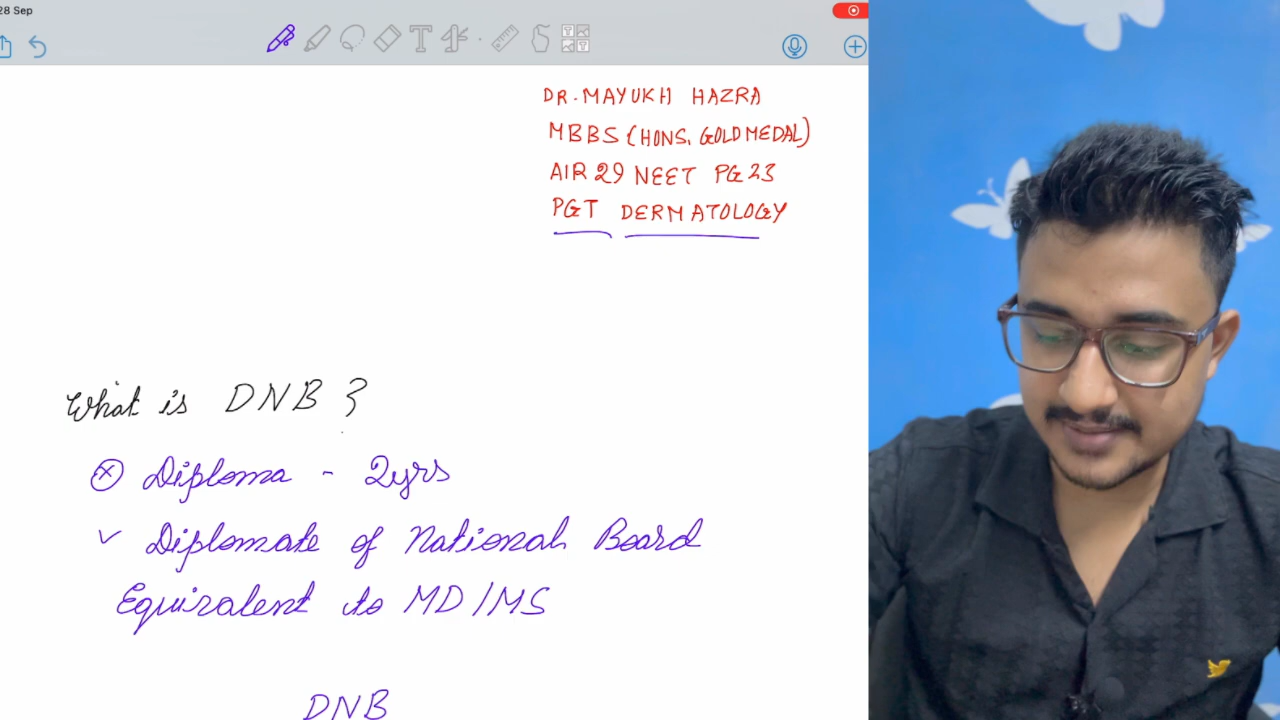 28 Sep
DR. MAYUKH HAZRA
MBBS (HONS, GOLD MEDAL)
AIR 29 NEET PG 23
PGT DERMATOLOGY
What is DNB ?
Diploma - 2yrs
Diplomate of National Board
Equivalent to MD/MS
DNB